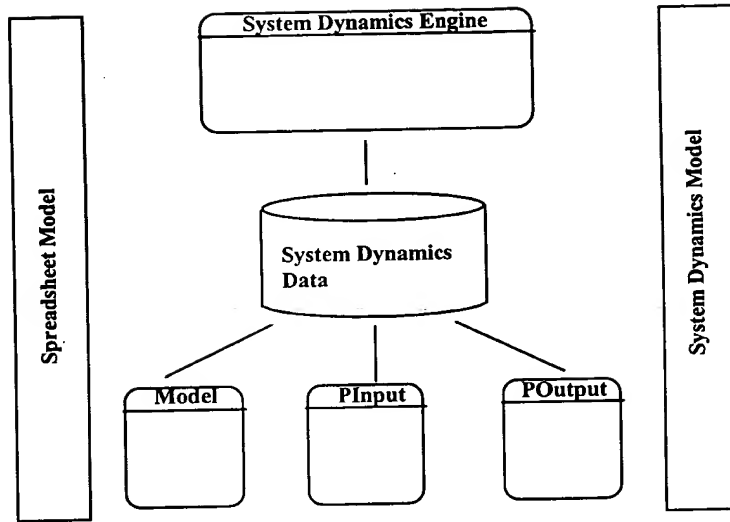 System Dynamics Engine
Spreadsheet Model
System Dynamics Model
System Dynamics
Data
Model
PInput
POutput